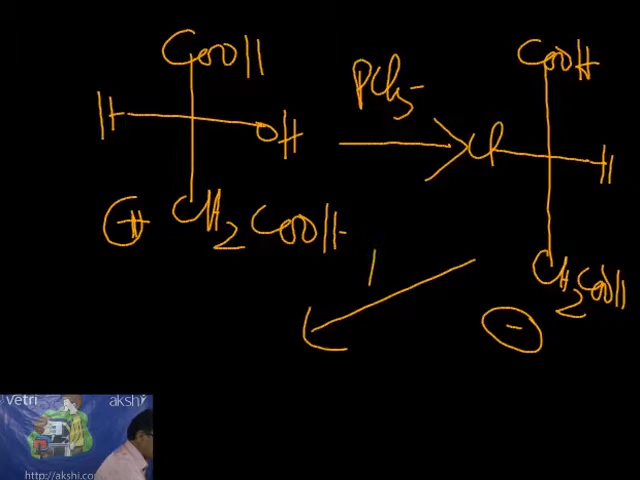 COOH
H
OH
(+)
CH2COOH
PCl5
COOH
Cl
H
CH2COOH
(-)
vetri
akshi
http://akshi.co